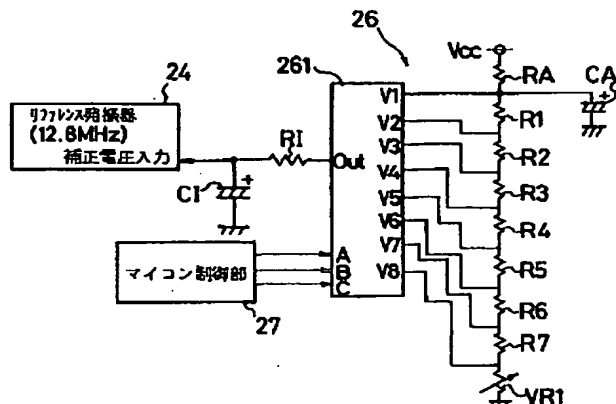 26
24
261
Vcc
RA
CA
+
リファレンス発振器
(12.8MHz)
補正電圧入力
RI
Out
CI
+
V1
V2
V3
V4
V5
V6
V7
V8
R1
R2
R3
R4
R5
R6
R7
VR1
マイコン制御部
A
B
C
27